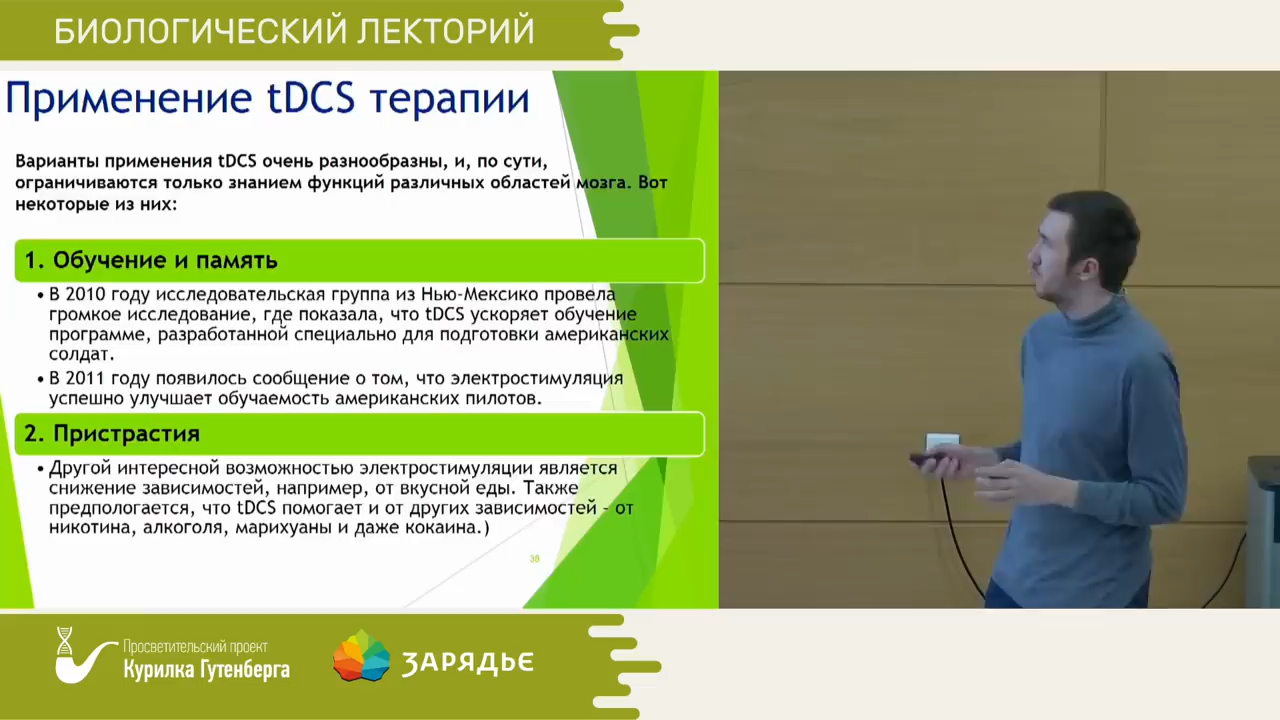 БИОЛОГИЧЕСКИЙ ЛЕКТОРИЙ
Применение tDCS терапии
Варианты применения tDCS очень разнообразны, и, по сути,
ограничиваются только знанием функций различных областей мозга. Вот
некоторые из них:
1. Обучение и память
• В 2010 году исследовательская группа из Нью-Мексико провела
громкое исследование, где показала, что tDCS ускоряет обучение
программе, разработанной специально для подготовки американских
солдат.
• В 2011 году появилось сообщение о том, что электростимуляция
успешно улучшает обучаемость американских пилотов.
2. Пристрастия
• Другой интересной возможностью электростимуляции является
снижение зависимостей, например, от вкусной еды. Также
предпологается, что tDCS помогает и от других зависимостей – от
никотина, алкоголя, марихуаны и даже кокаина.)
38
Просветительский проект
Курилка Гутенберга
ЗАРЯДЬЕ